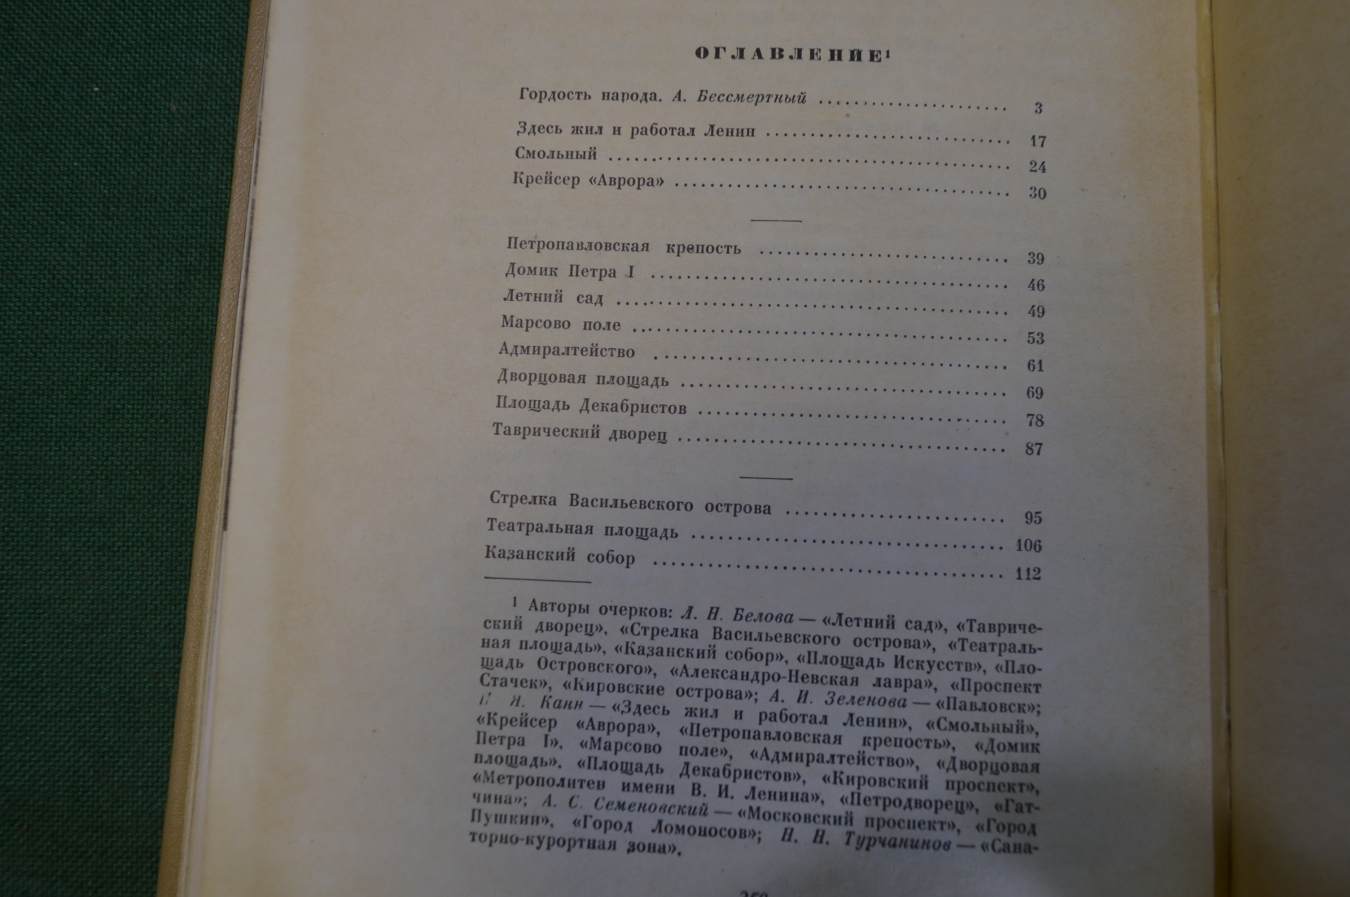 ОГЛАВЛЕНИЕ¹
Гордость народа. А. Бессмертный .......................... 3
Здесь жил и работал Ленин .......................... 17
Смольный .......................... 24
Крейсер «Аврора» .......................... 30
Петропавловская крепость .......................... 39
Домик Петра I .......................... 46
Летний сад .......................... 49
Марсово поле .......................... 53
Адмиралтейство .......................... 61
Дворцовая площадь .......................... 69
Площадь Декабристов .......................... 78
Таврический дворец .......................... 87
Стрелка Васильевского острова .......................... 95
Театральная площадь .......................... 106
Казанский собор .......................... 112
¹ Авторы очерков: Л. Н. Белова — «Летний сад», «Тавриче-
ский дворец», «Стрелка Васильевского острова», «Театраль-
ная площадь», «Казанский собор», «Площадь Искусств», «Пло-
щадь Островского», «Александро-Невская лавра», «Проспект
Стачек», «Кировские острова»; А. И. Зеленова — «Павловск»;
Я. Канн — «Здесь жил и работал Ленин», «Смольный»,
«Крейсер «Аврора», «Петропавловская крепость», «Домик
Петра I», «Марсово поле», «Адмиралтейство», «Дворцовая
площадь», «Площадь Декабристов», «Кировский проспект»,
«Метрополитен имени В. И. Ленина», «Петродворец», «Гат-
чина»; А. С. Семеновский — «Московский проспект», «Город
Пушкин», «Город Ломоносов»; Н. Н. Турчанинов — «Сана-
торно-курортная зона».